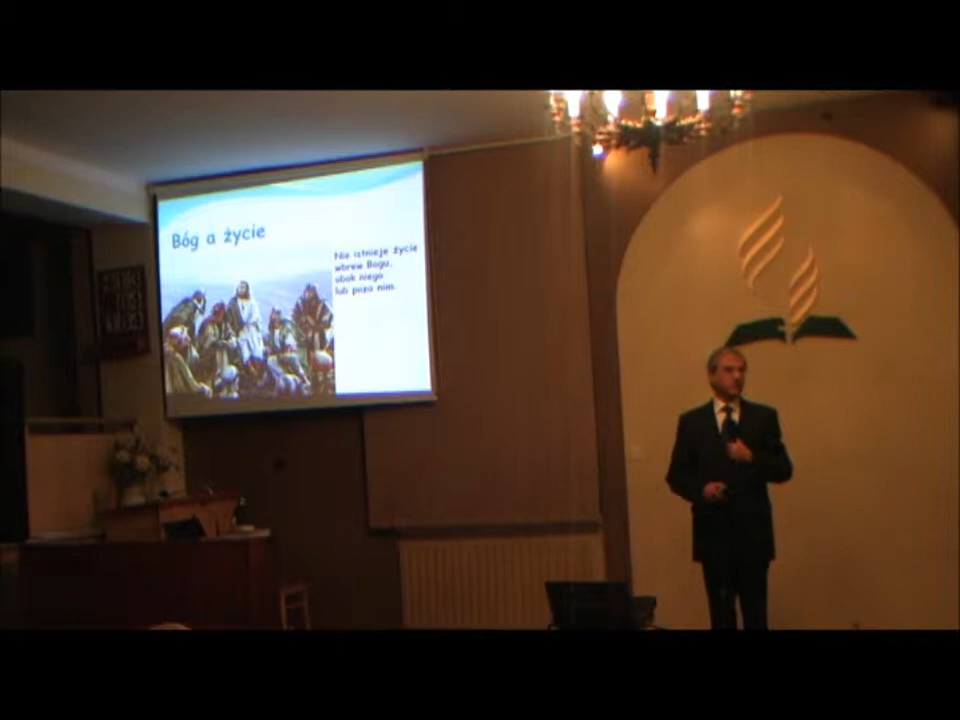 Bóg a życie
Nie istnieje życie
wbrew Bogu,
obok niego
lub poza nim.